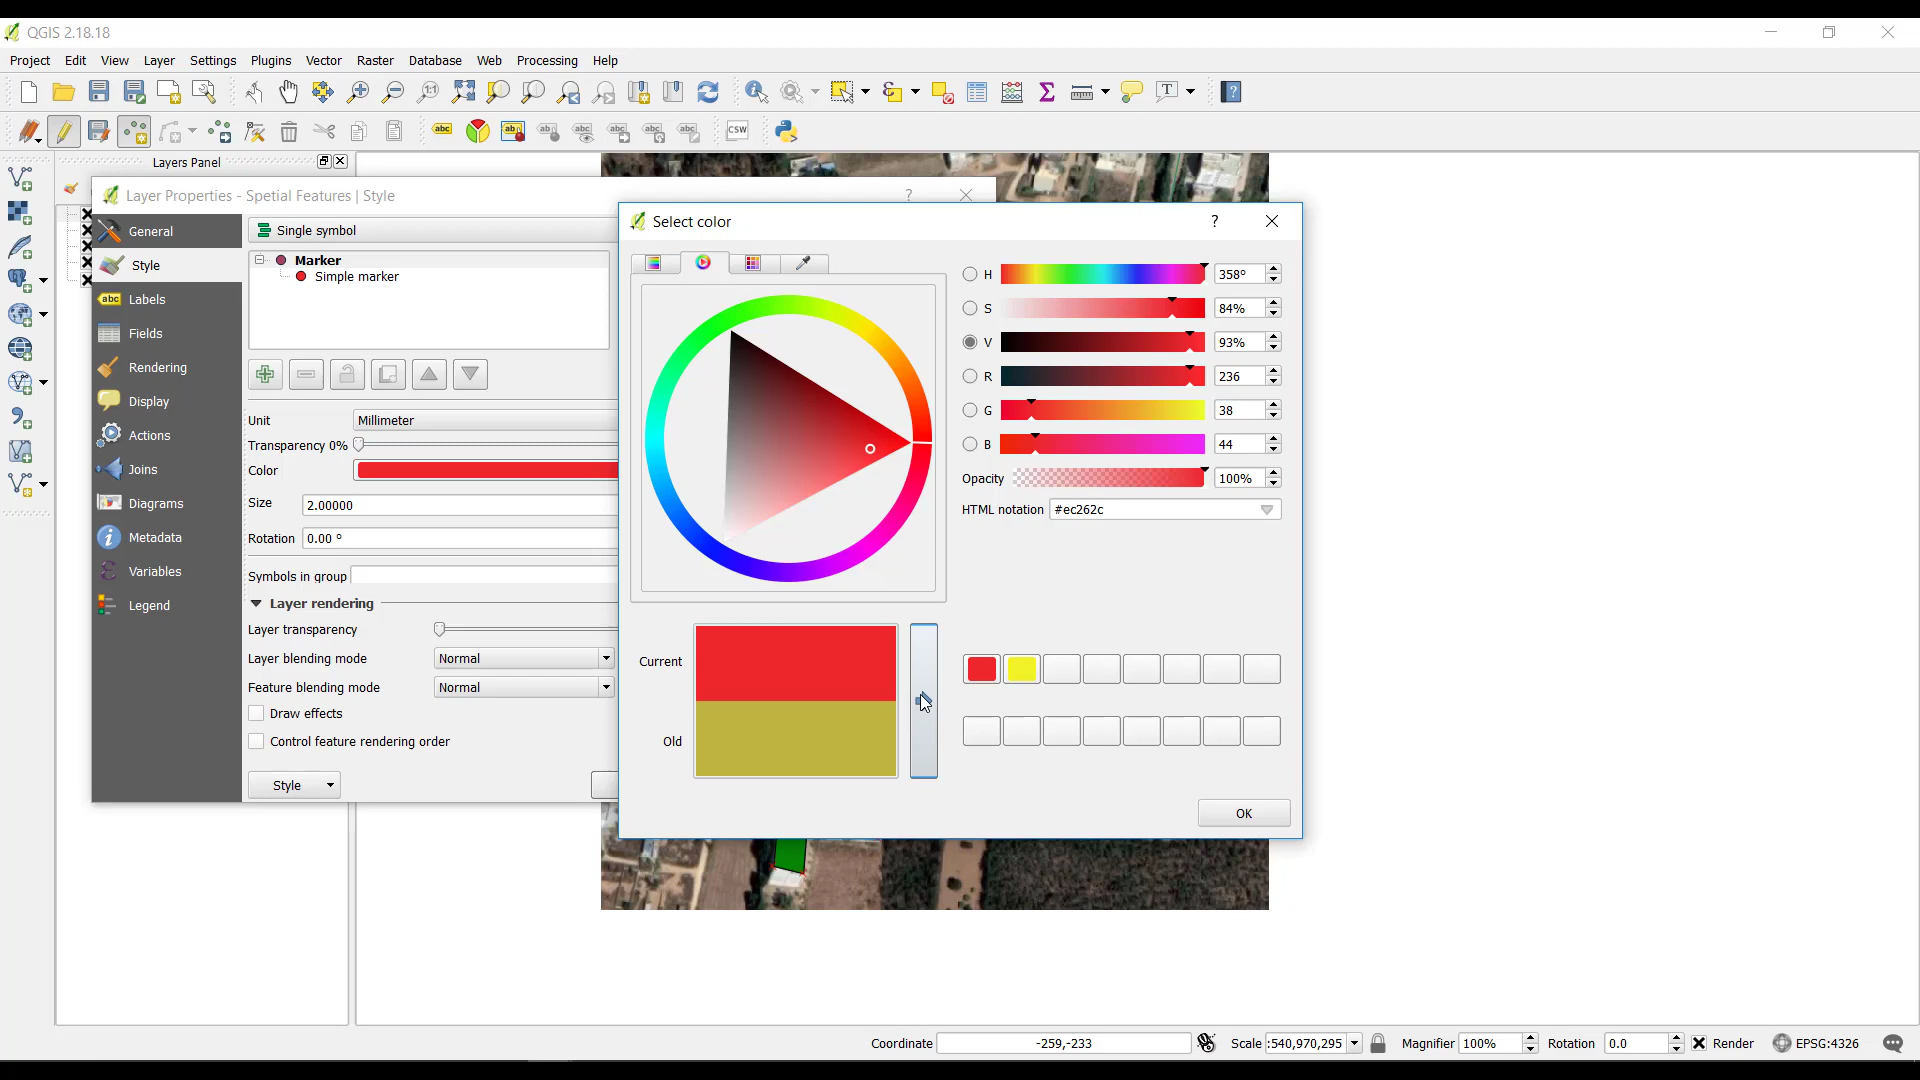 QGIS 2.18.18
Project Edit View Layer Settings Plugins Vector Raster Database Web Processing Help
Layers Panel
Layer Properties - Spetial Features | Style
General
Style
Labels
Fields
Rendering
Display
Actions
Joins
Diagrams
Metadata
Variables
Legend
Single symbol
Marker
Simple marker
Unit Millimeter
Transparency 0%
Color
Size 2.00000
Rotation 0.00 °
Symbols in group
Layer rendering
Layer transparency
Layer blending mode Normal
Feature blending mode Normal
Draw effects
Control feature rendering order
Style
Select color
H 358°
S 84%
V 93%
R 236
G 38
B 44
Opacity 100%
HTML notation #ec262c
Current
Old
OK
Coordinate -259,-233 Scale :540,970,295 Magnifier 100% Rotation 0.0 Render EPSG:4326